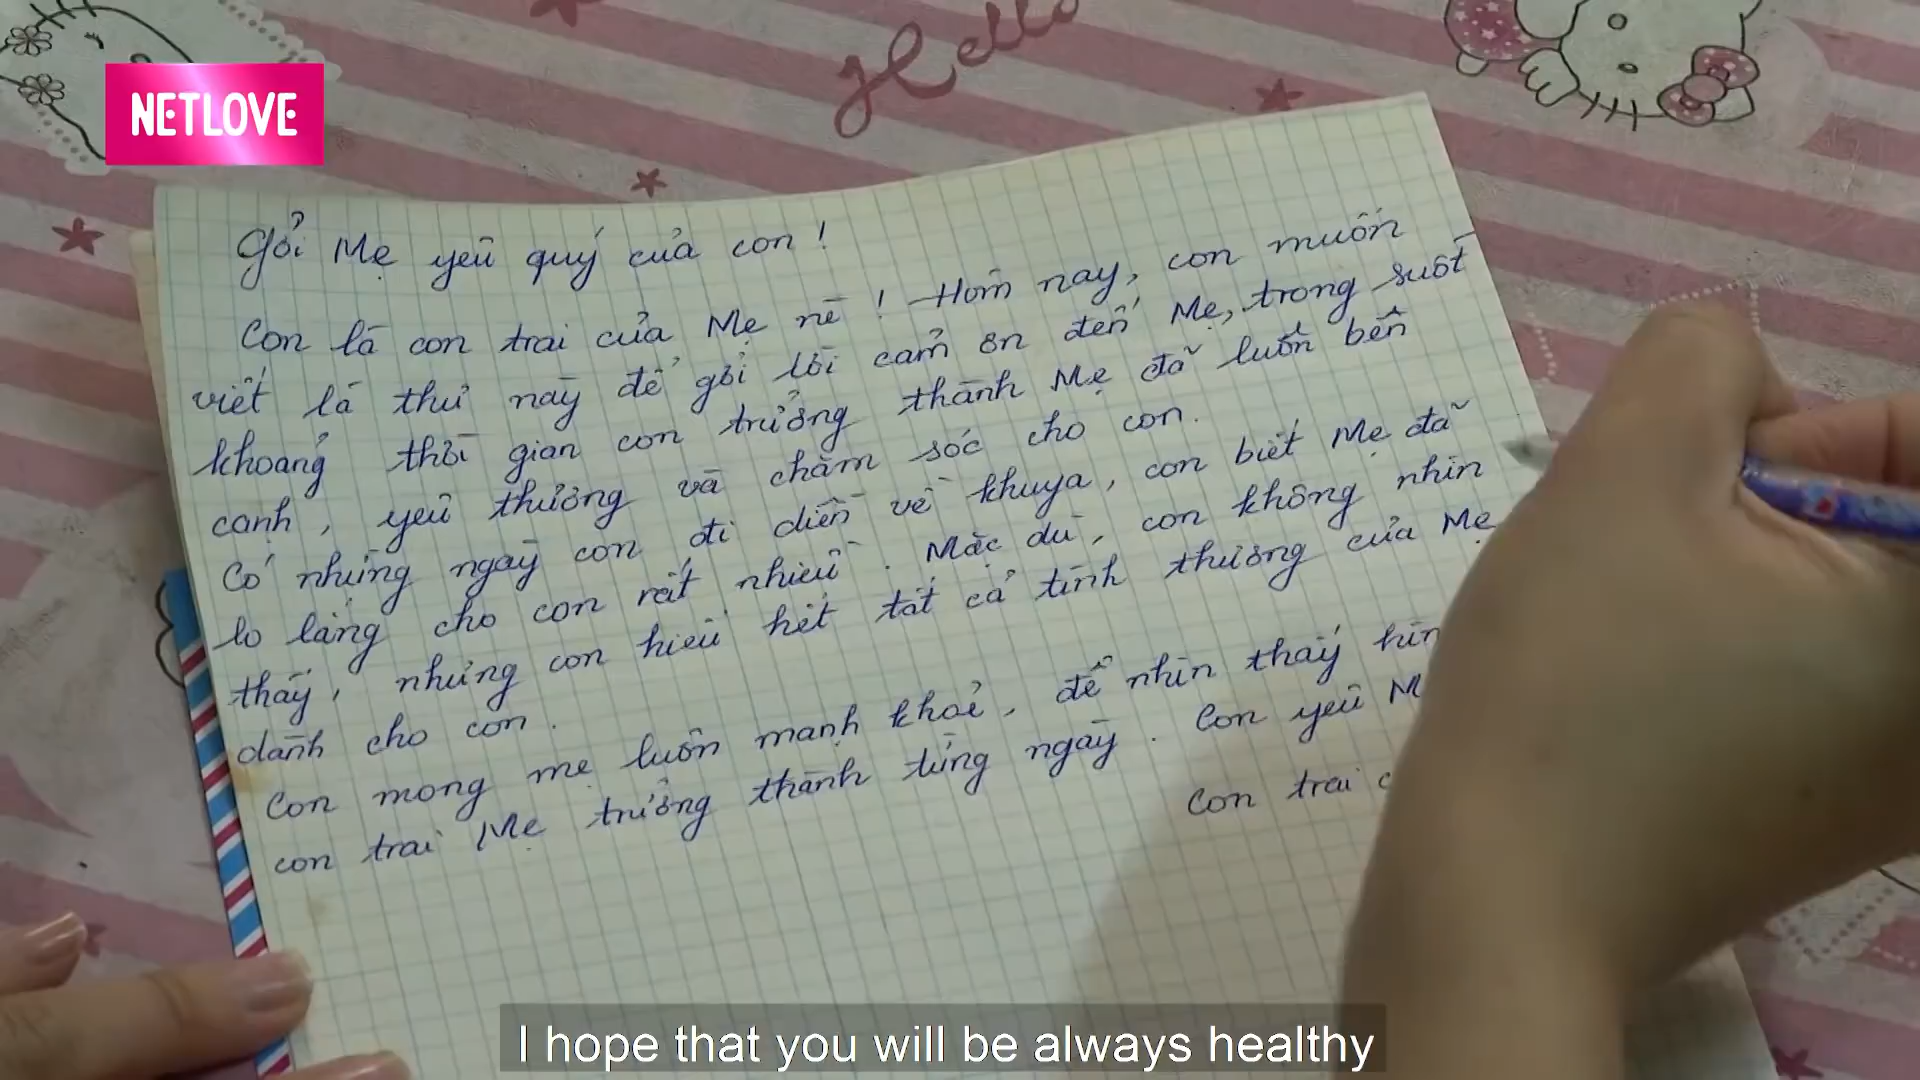 Hello
NETLOVE
Gởi Mẹ yêu quý của con !
Con là con trai của Mẹ nè ! Hôm nay, con muốn
viết lá thư này để gởi lời cảm ơn đến Mẹ, trong suốt
khoảng thời gian con trưởng thành Mẹ đã luôn bên
cạnh, yêu thương và chăm sóc cho con.
Có những ngày con đi diễn về khuya, con biết Mẹ đã
lo lắng cho con rất nhiều. Mặc dù, con không nhìn
thấy, nhưng con hiểu hết tất cả tình thương của Mẹ
dành cho con.
Con mong mẹ luôn mạnh khoẻ, để nhìn thấy
con trai Mẹ trưởng thành từng ngày. Con yêu
Con trai
I hope that you will be always healthy